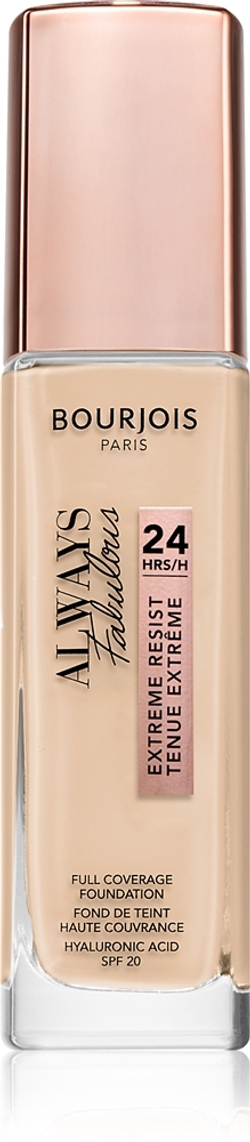 BOURJOIS
PARIS
ALWAYS
Fabulous
24
HRS/H
EXTREME RESIST
TENUE EXTRÊME
FULL COVERAGE
FOUNDATION
FOND DE TEINT
HAUTE COUVRANCE
HYALURONIC ACID
SPF 20